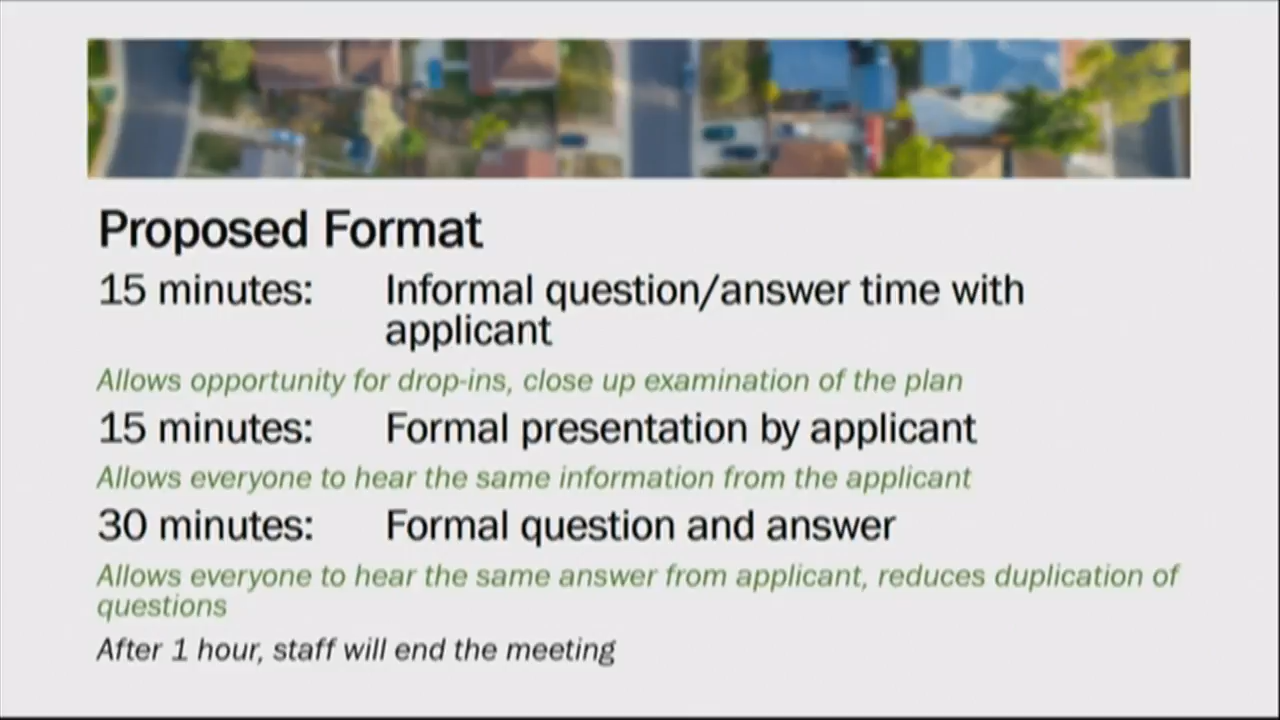 Proposed Format
15 minutes: Informal question/answer time with
applicant
Allows opportunity for drop-ins, close up examination of the plan
15 minutes: Formal presentation by applicant
Allows everyone to hear the same information from the applicant
30 minutes: Formal question and answer
Allows everyone to hear the same answer from applicant, reduces duplication of
questions
After 1 hour, staff will end the meeting